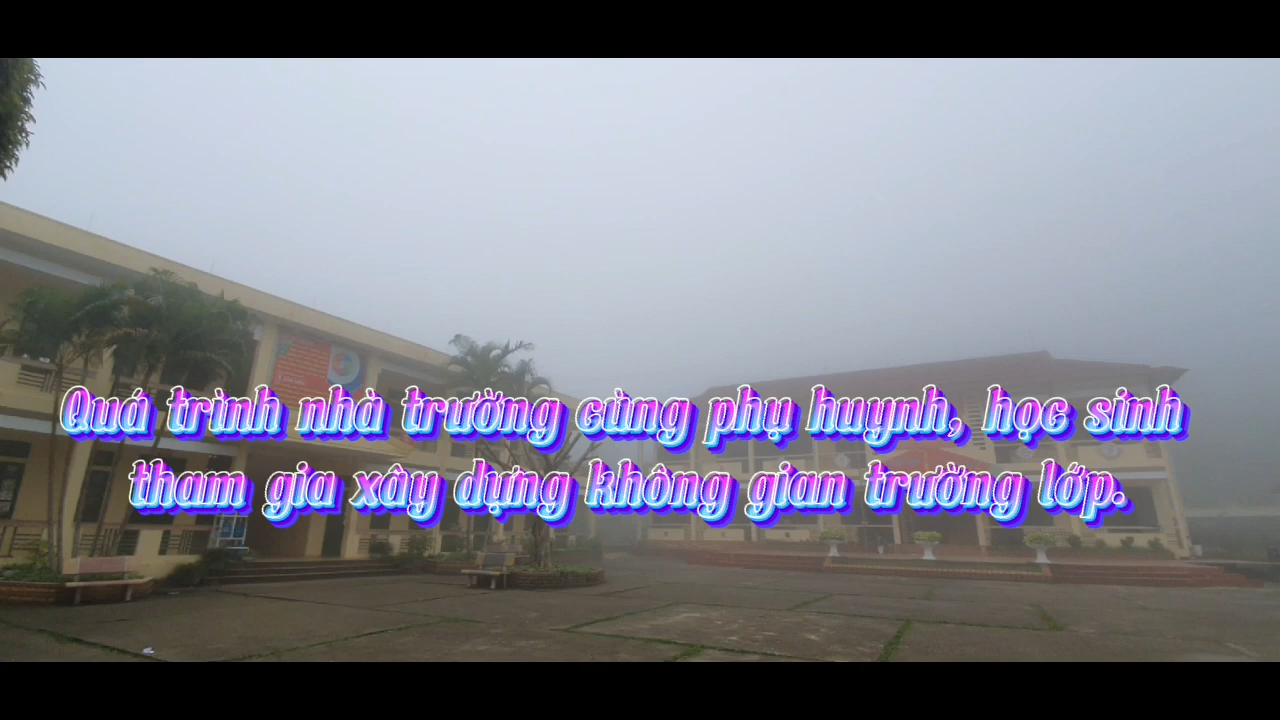 Quá trình nhà trường cùng phụ huynh, học sinh
tham gia xây dựng không gian trường lớp.